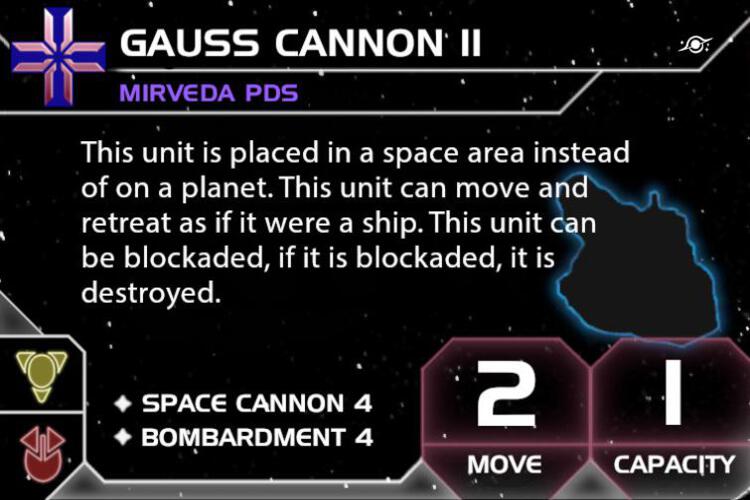 GAUSS CANNON II
MIRVEDA PDS
This unit is placed in a space area instead
of on a planet. This unit can move and
retreat as if it were a ship. This unit can
be blockaded, if it is blockaded, it is
destroyed.
SPACE CANNON 4
BOMBARDMENT 4
2
MOVE
1
CAPACITY